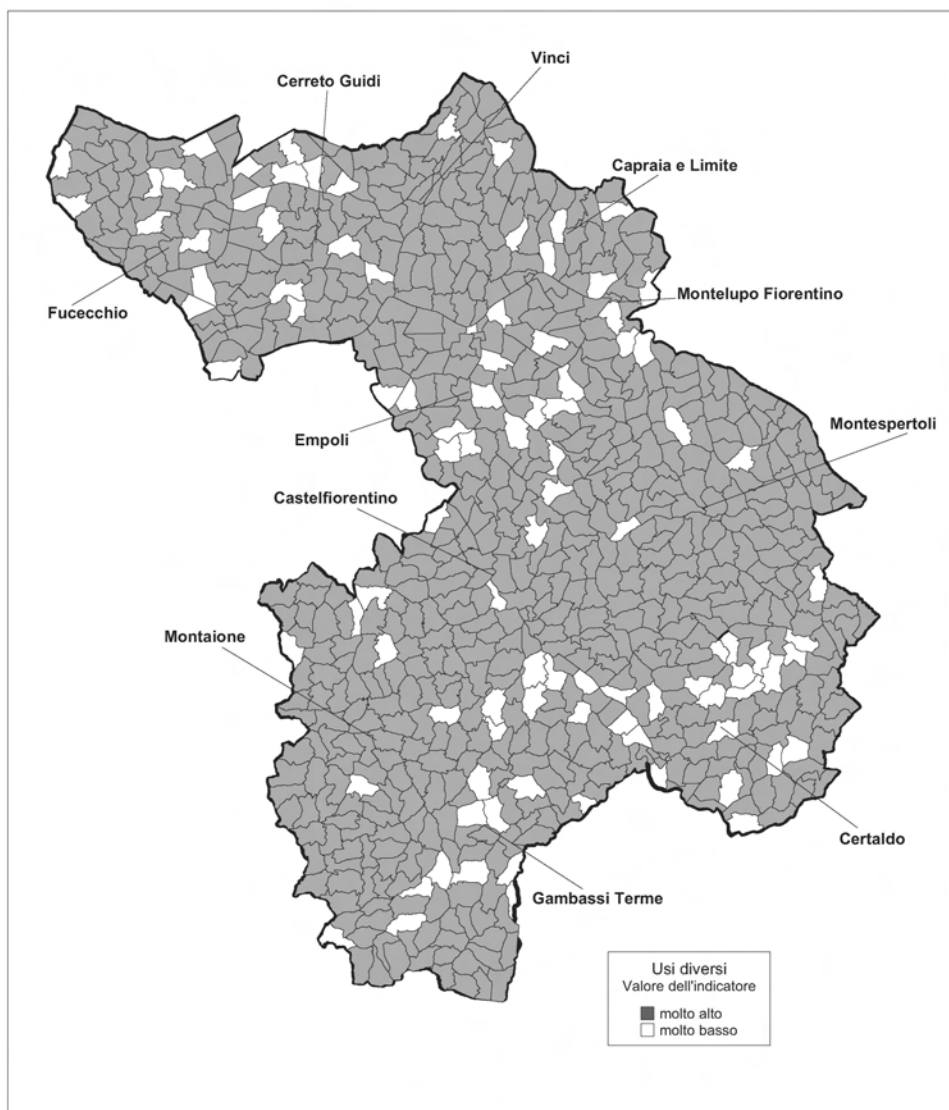 Vinci
Cerreto Guidi
Capraia e Limite
Montelupo Fiorentino
Fucecchio
Montespertoli
Empoli
Castelfiorentino
Montaione
Certaldo
Gambassi Terme
Usi diversi
Valore dell'indicatore
molto alto
molto basso